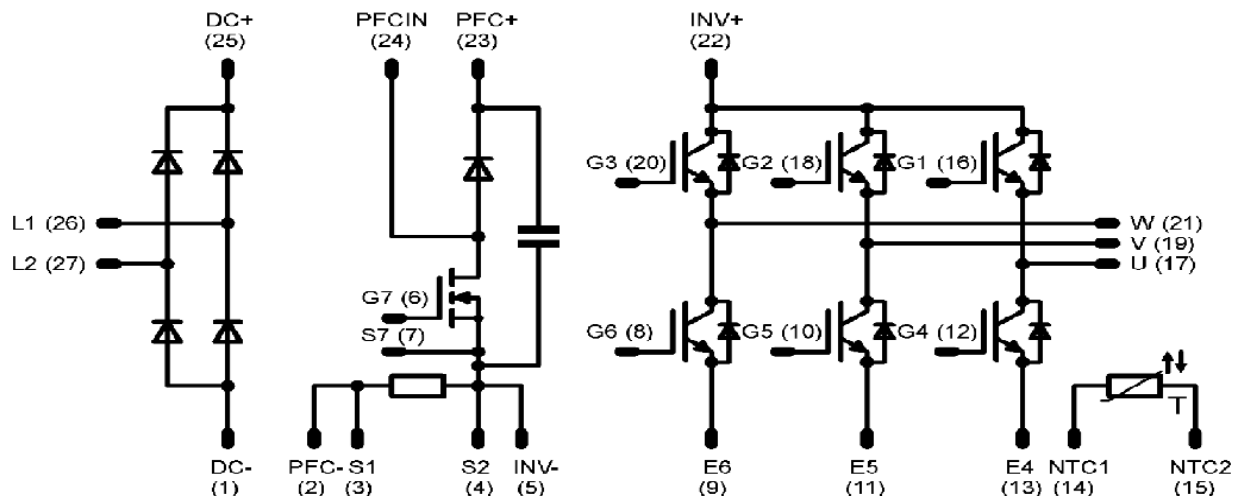 DC+
(25)
PFCIN
(24)
PFC+
(23)
INV+
(22)
G3 (20)
G2 (18)
G1 (16)
L1 (26)
L2 (27)
W (21)
V (19)
U (17)
G7 (6)
S7 (7)
G6 (8)
G5 (10)
G4 (12)
T
DC-
(1)
PFC-
(2)
S1
(3)
S2
(4)
INV-
(5)
E6
(9)
E5
(11)
E4
(13)
NTC1
(14)
NTC2
(15)